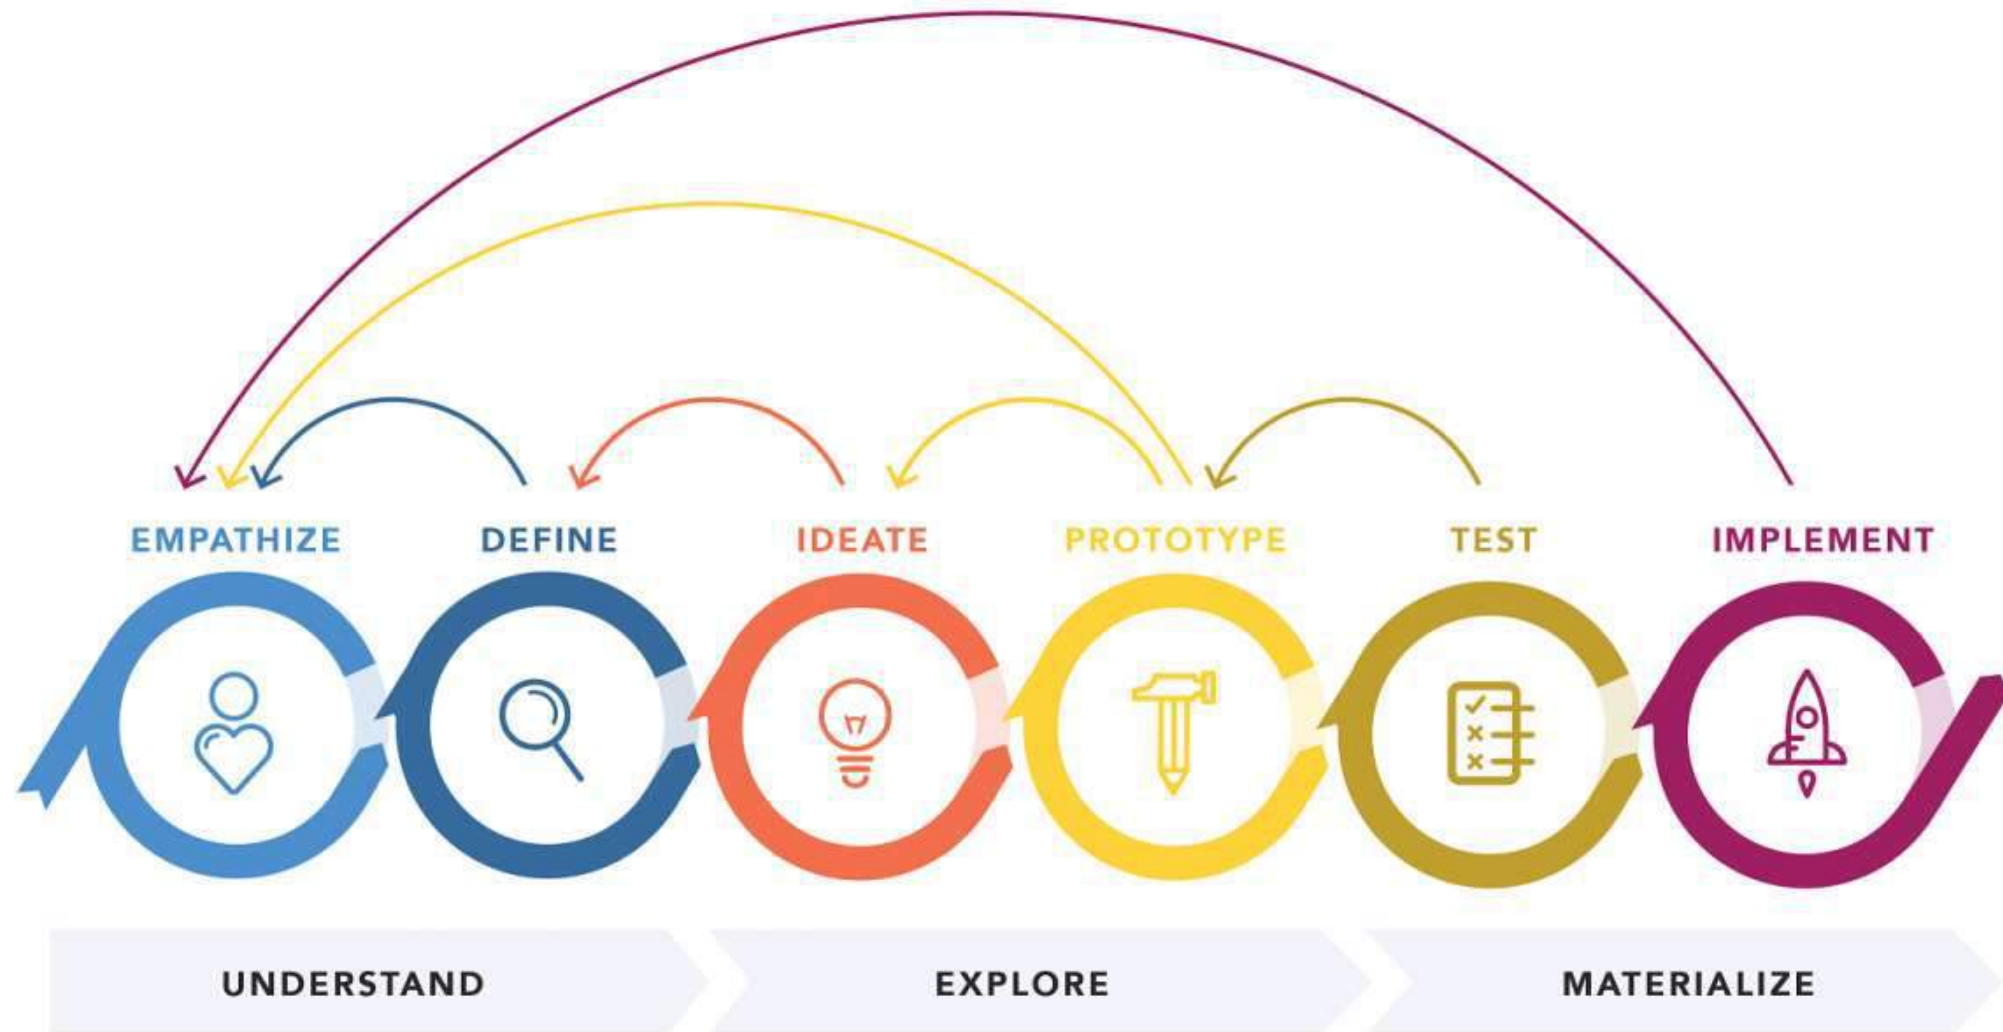 EMPATHIZE
DEFINE
IDEATE
PROTOTYPE
TEST
IMPLEMENT
UNDERSTAND
EXPLORE
MATERIALIZE